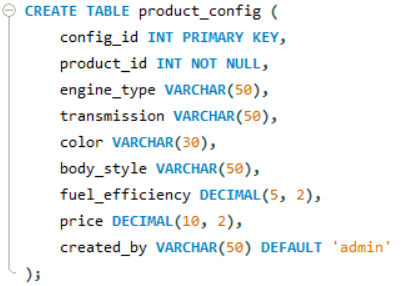 CREATE TABLE product_config (
    config_id INT PRIMARY KEY,
    product_id INT NOT NULL,
    engine_type VARCHAR(50),
    transmission VARCHAR(50),
    color VARCHAR(30),
    body_style VARCHAR(50),
    fuel_efficiency DECIMAL(5, 2),
    price DECIMAL(10, 2),
    created_by VARCHAR(50) DEFAULT 'admin'
);